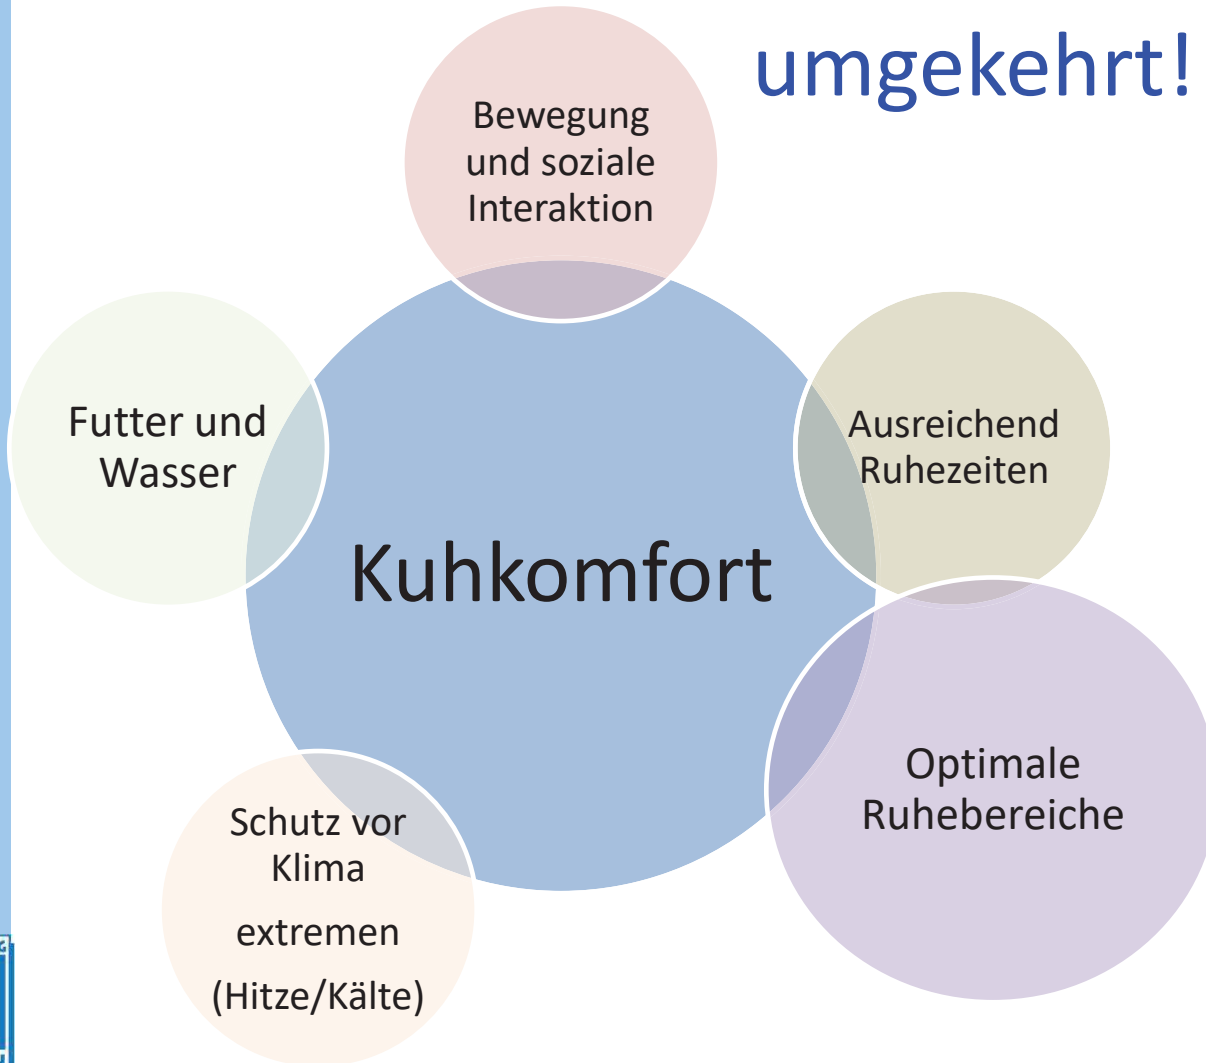 umgekehrt!
Bewegung
und soziale
Interaktion
Futter und
Wasser
Ausreichend
Ruhezeiten
Kuhkomfort
Optimale
Ruhebereiche
Schutz vor
Klima
extremen
(Hitze/Kälte)